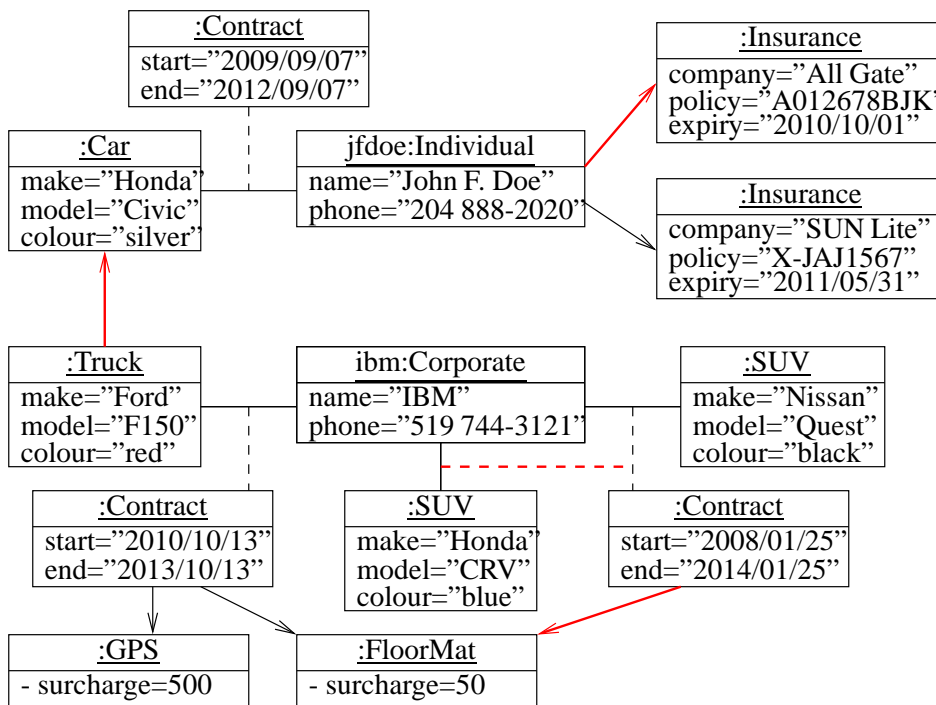 :Contract
start=”2009/09/07”
end=”2012/09/07”
:Insurance
company=”All Gate”
policy=”A012678BJK”
expiry=”2010/10/01”
:Car
make=”Honda”
model=”Civic”
colour=”silver”
jfdoe:Individual
name=”John F. Doe”
phone=”204 888-2020”
:Insurance
company=”SUN Lite”
policy=”X-JAJ1567”
expiry=”2011/05/31”
:Truck
make=”Ford”
model=”F150”
colour=”red”
ibm:Corporate
name=”IBM”
phone=”519 744-3121”
:SUV
make=”Nissan”
model=”Quest”
colour=”black”
:Contract
start=”2010/10/13”
end=”2013/10/13”
:SUV
make=”Honda”
model=”CRV”
colour=”blue”
:Contract
start=”2008/01/25”
end=”2014/01/25”
:GPS
- surcharge=500
:FloorMat
- surcharge=50